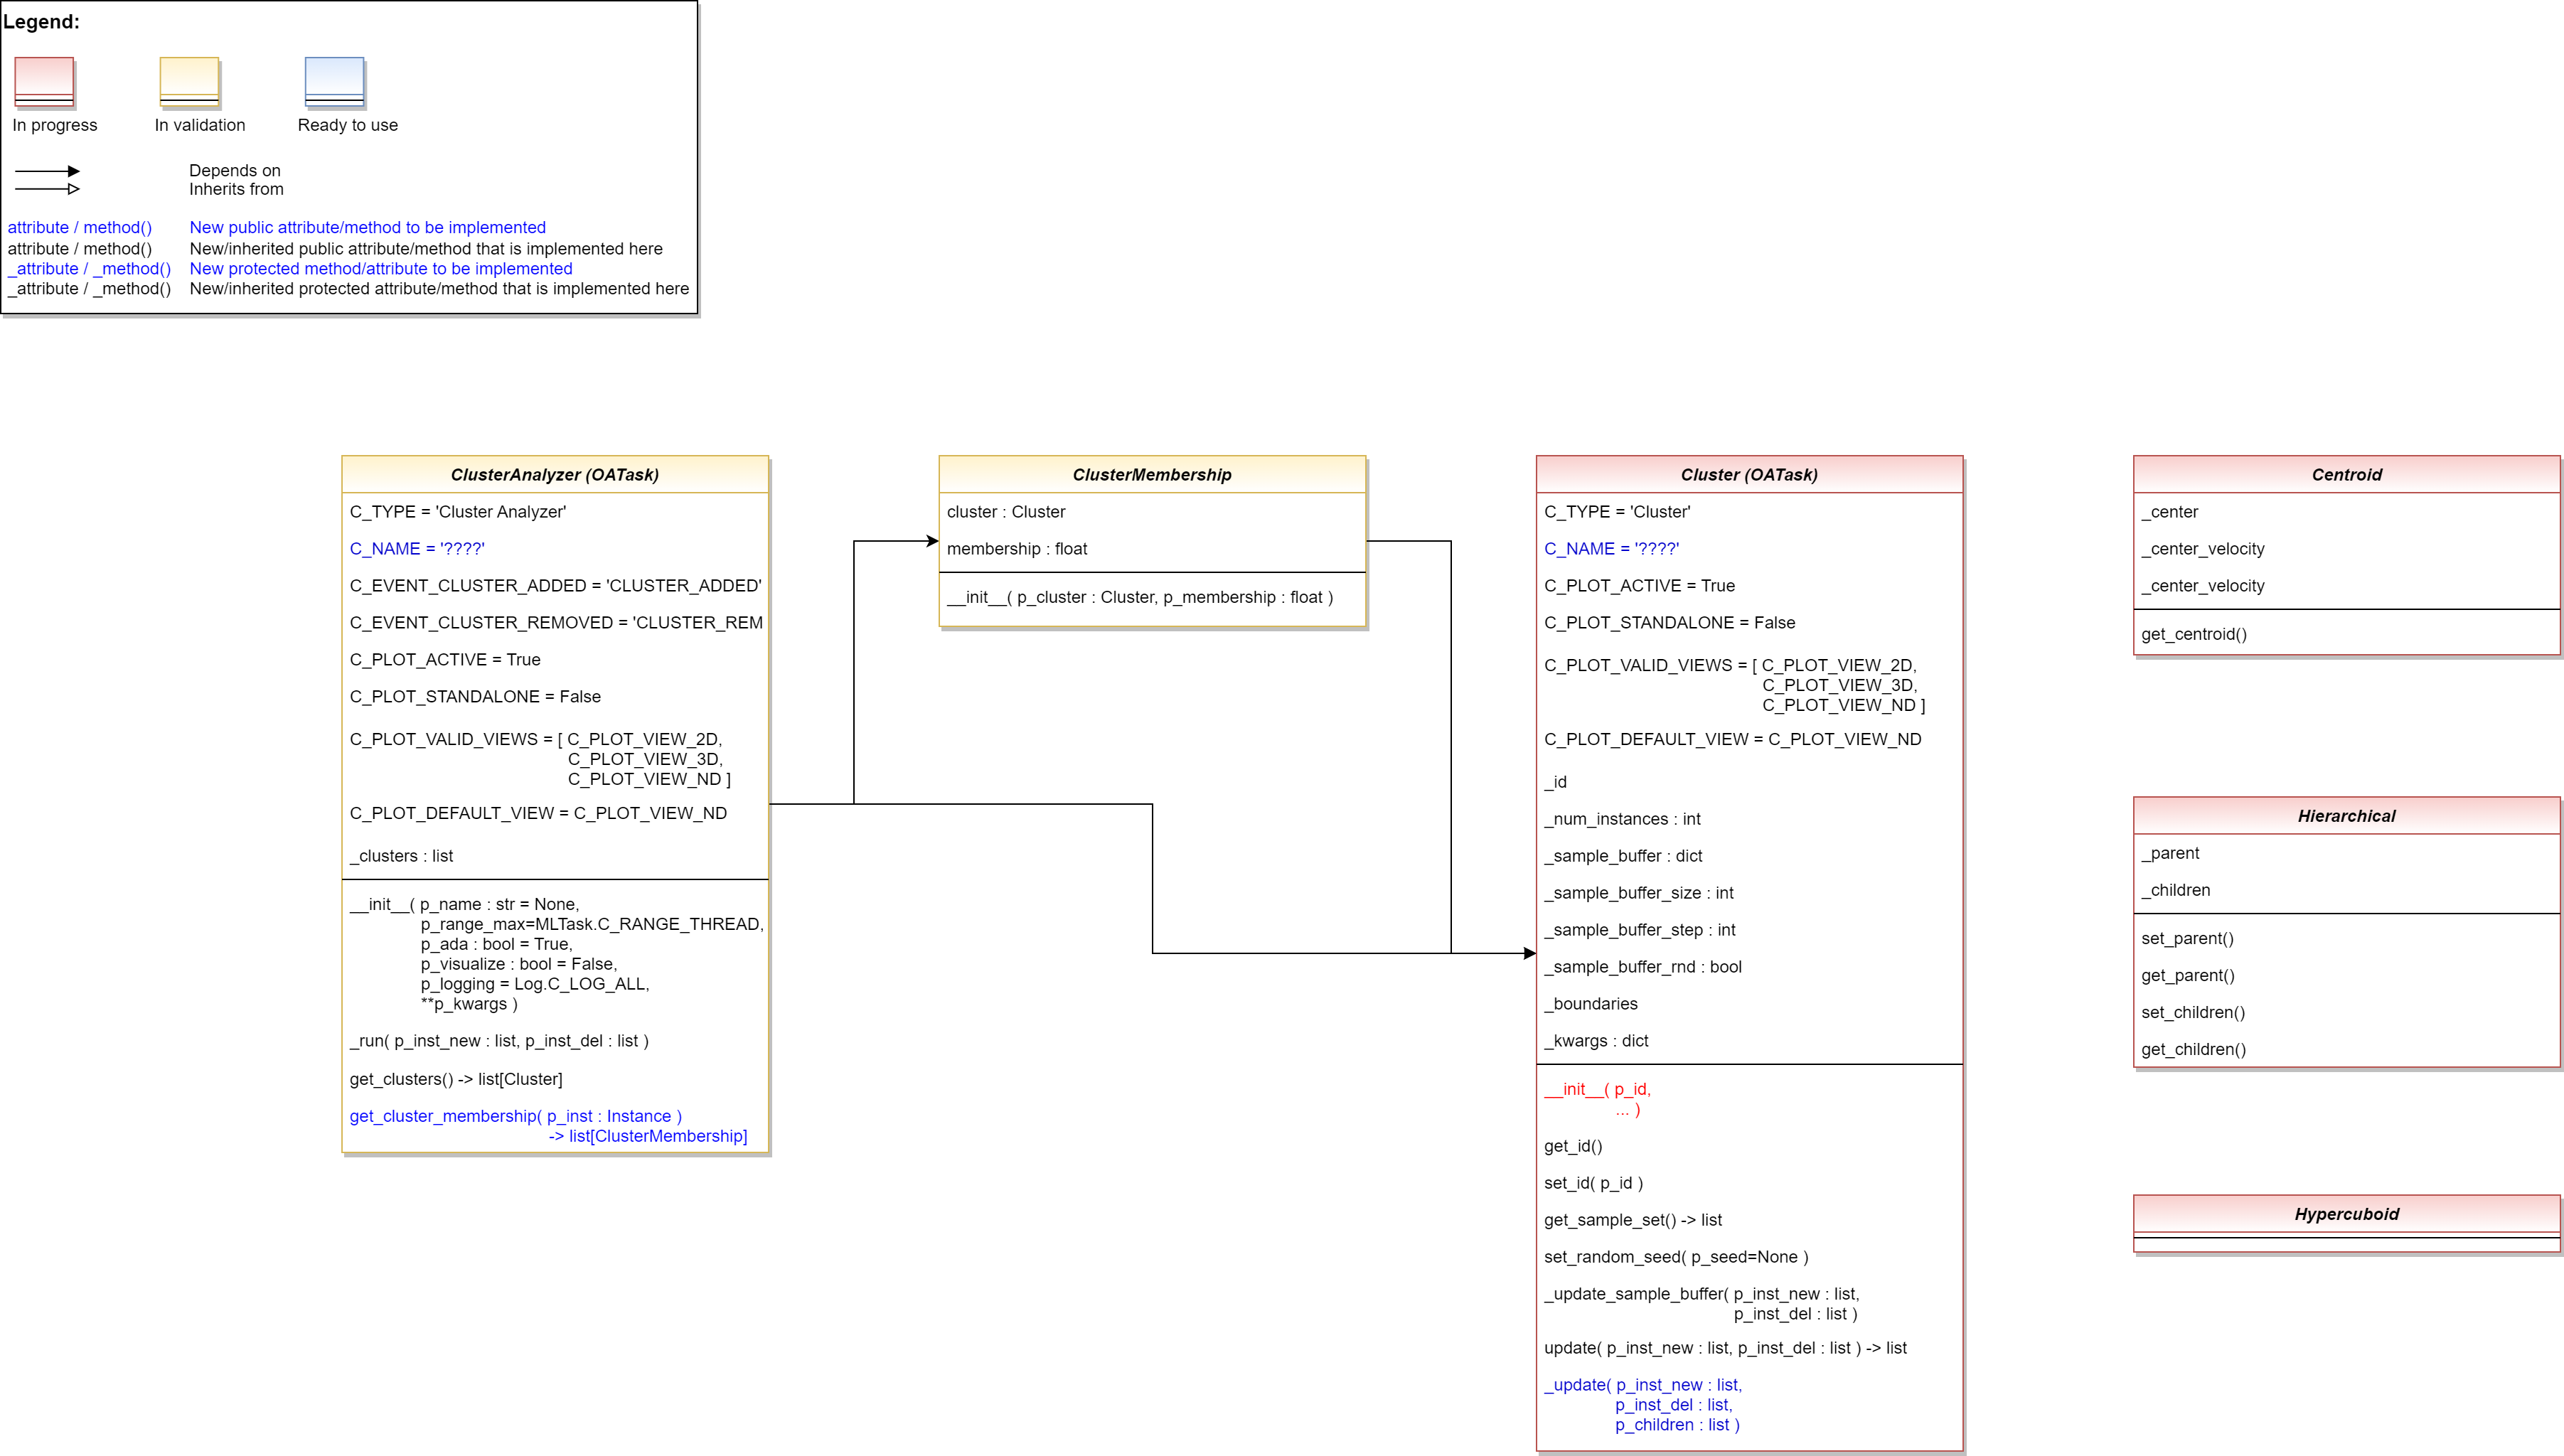 Legend:
In progress
In validation
Ready to use
Depends on
Inherits from
attribute / method() New public attribute/method to be implemented
attribute / method() New/inherited public attribute/method that is implemented here
_attribute / _method() New protected method/attribute to be implemented
_attribute / _method() New/inherited protected attribute/method that is implemented here
ClusterAnalyzer (OATask)
C_TYPE = 'Cluster Analyzer'
C_NAME = '????'
C_EVENT_CLUSTER_ADDED = 'CLUSTER_ADDED'
C_EVENT_CLUSTER_REMOVED = 'CLUSTER_REM
C_PLOT_ACTIVE = True
C_PLOT_STANDALONE = False
C_PLOT_VALID_VIEWS = [ C_PLOT_VIEW_2D,
C_PLOT_VIEW_3D,
C_PLOT_VIEW_ND ]
C_PLOT_DEFAULT_VIEW = C_PLOT_VIEW_ND
_clusters : list
__init__( p_name : str = None,
p_range_max=MLTask.C_RANGE_THREAD,
p_ada : bool = True,
p_visualize : bool = False,
p_logging = Log.C_LOG_ALL,
**p_kwargs )
_run( p_inst_new : list, p_inst_del : list )
get_clusters() -> list[Cluster]
get_cluster_membership( p_inst : Instance )
-> list[ClusterMembership]
ClusterMembership
cluster : Cluster
membership : float
__init__( p_cluster : Cluster, p_membership : float )
Cluster (OATask)
C_TYPE = 'Cluster'
C_NAME = '????'
C_PLOT_ACTIVE = True
C_PLOT_STANDALONE = False
C_PLOT_VALID_VIEWS = [ C_PLOT_VIEW_2D,
C_PLOT_VIEW_3D,
C_PLOT_VIEW_ND ]
C_PLOT_DEFAULT_VIEW = C_PLOT_VIEW_ND
_id
_num_instances : int
_sample_buffer : dict
_sample_buffer_size : int
_sample_buffer_step : int
_sample_buffer_rnd : bool
_boundaries
_kwargs : dict
__init__( p_id,
... )
get_id()
set_id( p_id )
get_sample_set() -> list
set_random_seed( p_seed=None )
_update_sample_buffer( p_inst_new : list,
p_inst_del : list )
update( p_inst_new : list, p_inst_del : list ) -> list
_update( p_inst_new : list,
p_inst_del : list,
p_children : list )
Centroid
_center
_center_velocity
_center_velocity
get_centroid()
Hierarchical
_parent
_children
set_parent()
get_parent()
set_children()
get_children()
Hypercuboid